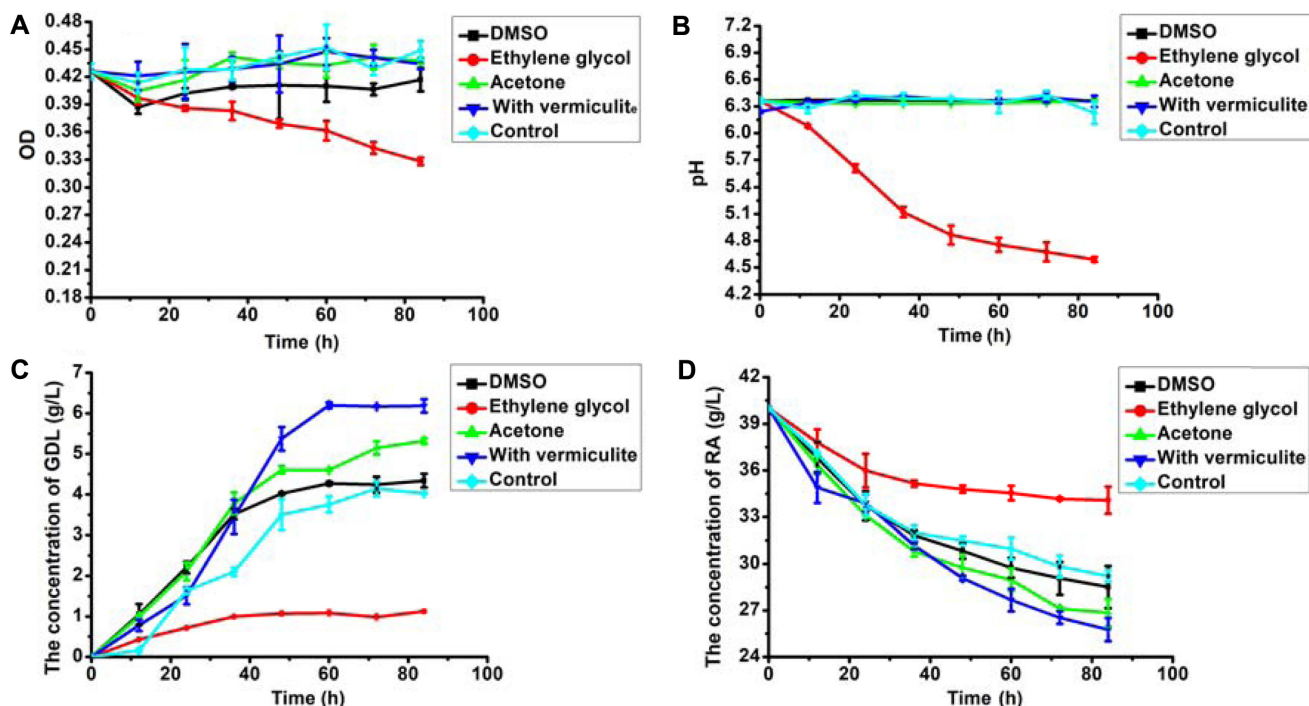 A
OD
0.48
0.45
0.42
0.39
0.36
0.33
0.30
0.27
0.24
0.21
0.18
0 20 40 60 80 100
Time (h)
DMSO
Ethylene glycol
Acetone
With vermiculite
Control
B
pH
7.5
7.2
6.9
6.6
6.3
6.0
5.7
5.4
5.1
4.8
4.5
4.2
0 20 40 60 80 100
Time (h)
DMSO
Ethylene glycol
Acetone
With vermiculite
Control
C
The concentration of GDL (g/L)
7
6
5
4
3
2
1
0
0 20 40 60 80 100
Time (h)
DMSO
Ethylene glycol
Acetone
With vermiculite
Control
D
The concentration of RA (g/L)
42
39
36
33
30
27
24
0 20 40 60 80 100
Time (h)
DMSO
Ethylene glycol
Acetone
With vermiculite
Control